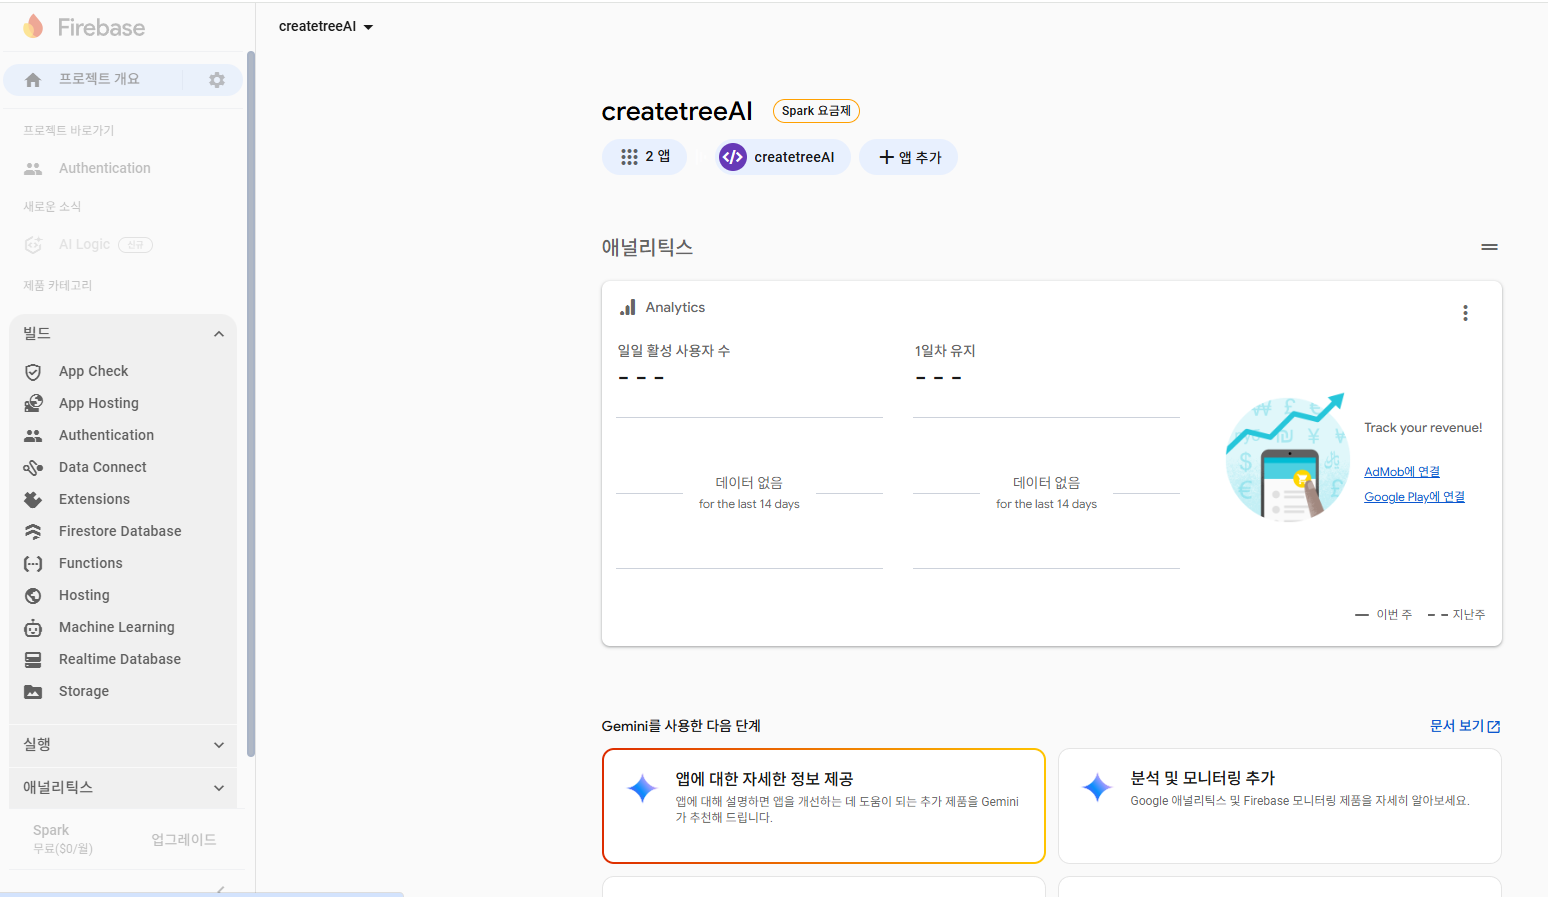 Firebase
createtreeAI
프로젝트 개요
프로젝트 바로가기
Authentication
새로운 소식
AI Logic 신규
제품 카테고리
빌드
App Check
App Hosting
Authentication
Data Connect
Extensions
Firestore Database
Functions
Hosting
Machine Learning
Realtime Database
Storage
실행
애널리틱스
Spark
무료($0/월)
업그레이드
createtreeAI Spark 요금제
2 앱 createtreeAI + 앱 추가
애널리틱스
Analytics
일일 활성 사용자 수
- - -
1일차 유지
- - -
데이터 없음
for the last 14 days
데이터 없음
for the last 14 days
Track your revenue!
AdMob에 연결
Google Play에 연결
이번 주 지난주
Gemini를 사용한 다음 단계
문서 보기
앱에 대한 자세한 정보 제공
앱에 대해 설명하면 앱을 개선하는 데 도움이 되는 추가 제품을 Gemini
가 추천해 드립니다.
분석 및 모니터링 추가
Google 애널리틱스 및 Firebase 모니터링 제품을 자세히 알아보세요.